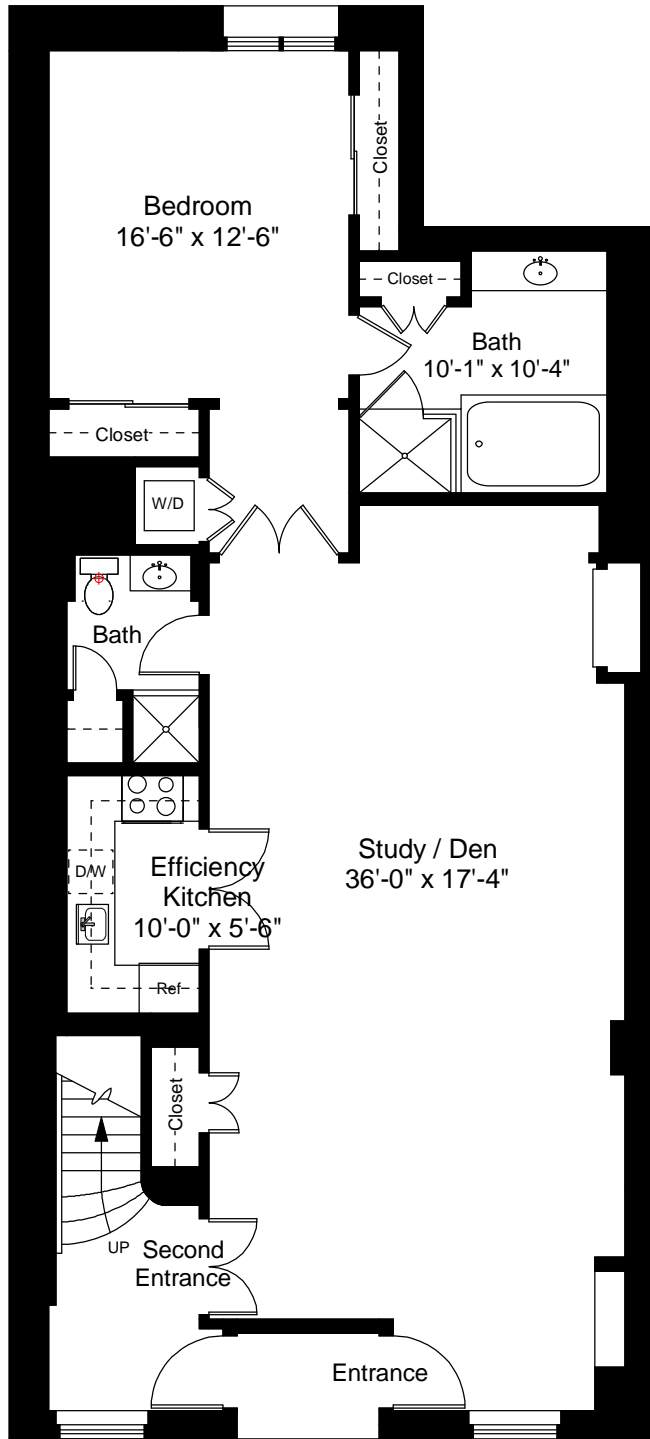 Closet
Bedroom
16'-6" x 12'-6"
Closet
Bath
10'-1" x 10'-4"
Closet
W/D
Bath
Study / Den
36'-0" x 17'-4"
D/W
Efficiency
Kitchen
10'-0" x 5'-6"
Ref
Closet
UP
Second
Entrance
Entrance